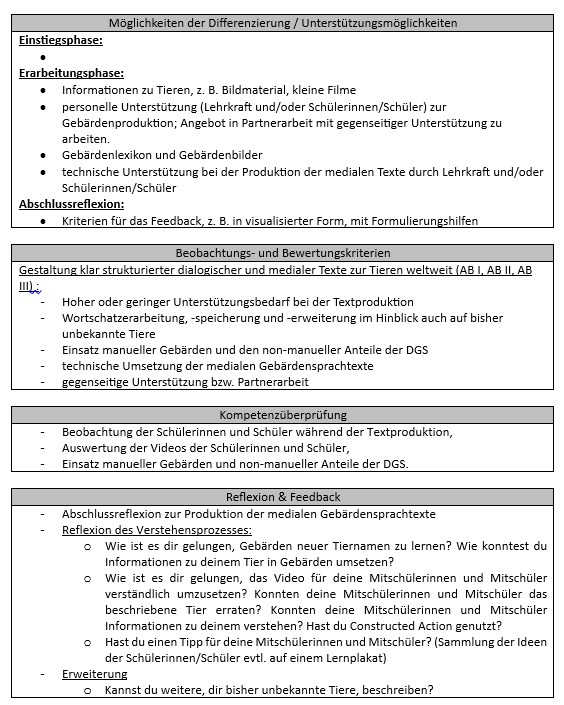 Möglichkeiten der Differenzierung / Unterstützungsmöglichkeiten
Einstiegsphase:
•
Erarbeitungsphase:
• Informationen zu Tieren, z. B. Bildmaterial, kleine Filme
• personelle Unterstützung (Lehrkraft und/oder Schülerinnen/Schüler) zur
Gebärdenproduktion; Angebot in Partnerarbeit mit gegenseitiger Unterstützung zu
arbeiten.
• Gebärdenlexikon und Gebärdenbilder
• technische Unterstützung bei der Produktion der medialen Texte durch Lehrkraft und/oder
Schülerinnen/Schüler
Abschlussreflexion:
• Kriterien für das Feedback, z. B. in visualisierter Form, mit Formulierungshilfen
Beobachtungs- und Bewertungskriterien
Gestaltung klar strukturierter dialogischer und medialer Texte zur Tieren weltweit (AB I, AB II, AB
III) :
- Hoher oder geringer Unterstützungsbedarf bei der Textproduktion
- Wortschatzerarbeitung, -speicherung und -erweiterung im Hinblick auch auf bisher
unbekannte Tiere
- Einsatz manueller Gebärden und den non-manueller Anteile der DGS
- technische Umsetzung der medialen Gebärdensprachtexte
- gegenseitige Unterstützung bzw. Partnerarbeit
Kompetenzüberprüfung
- Beobachtung der Schülerinnen und Schüler während der Textproduktion,
- Auswertung der Videos der Schülerinnen und Schüler,
- Einsatz manueller Gebärden und non-manueller Anteile der DGS.
Reflexion & Feedback
- Abschlussreflexion zur Produktion der medialen Gebärdensprachtexte
- Reflexion des Verstehensprozesses:
o Wie ist es dir gelungen, Gebärden neuer Tiernamen zu lernen? Wie konntest du
Informationen zu deinem Tier in Gebärden umsetzen?
o Wie ist es dir gelungen, das Video für deine Mitschülerinnen und Mitschüler
verständlich umzusetzen? Konnten deine Mitschülerinnen und Mitschüler das
beschriebene Tier erraten? Konnten deine Mitschülerinnen und Mitschüler
Informationen zu deinem verstehen? Hast du Constructed Action genutzt?
o Hast du einen Tipp für deine Mitschülerinnen und Mitschüler? (Sammlung der Ideen
der Schülerinnen/Schüler evtl. auf einem Lernplakat)
- Erweiterung
o Kannst du weitere, dir bisher unbekannte Tiere, beschreiben?